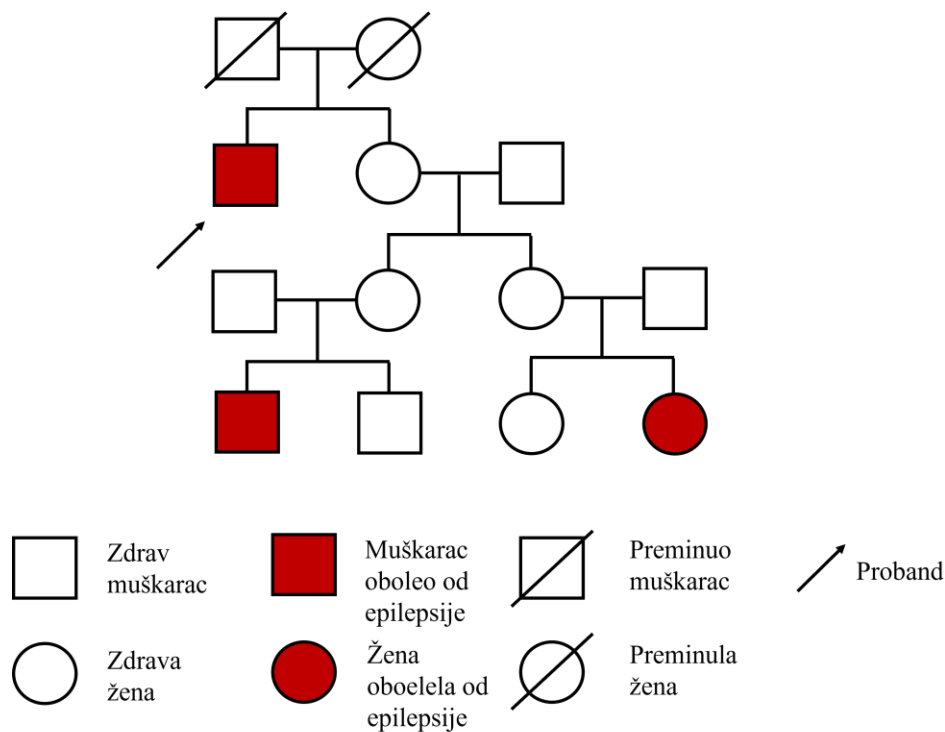 Zdrav
muškarac
Muškarac
oboleo od
epilepsije
Preminuo
muškarac
Proband
Zdrava
žena
Žena
oboelela od
epilepsije
Preminula
žena